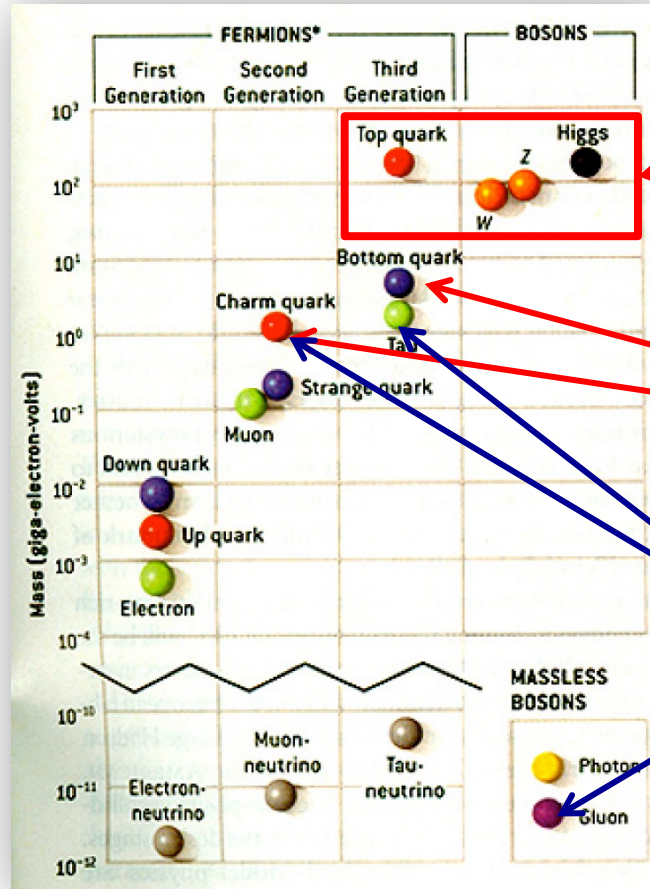 FERMIONS*
BOSONS
First
Generation
Second
Generation
Third
Generation
Mass (giga-electron-volts)
10³
10²
10¹
10⁰
10⁻¹
10⁻²
10⁻³
10⁻⁴
10⁻¹⁰
10⁻¹¹
10⁻¹²
Top quark
Higgs
Z
W
Bottom quark
Charm quark
Tau
Strange quark
Muon
Down quark
Up quark
Electron
Muon-
neutrino
Tau-
neutrino
Electron-
neutrino
MASSLESS
BOSONS
Photon
Gluon